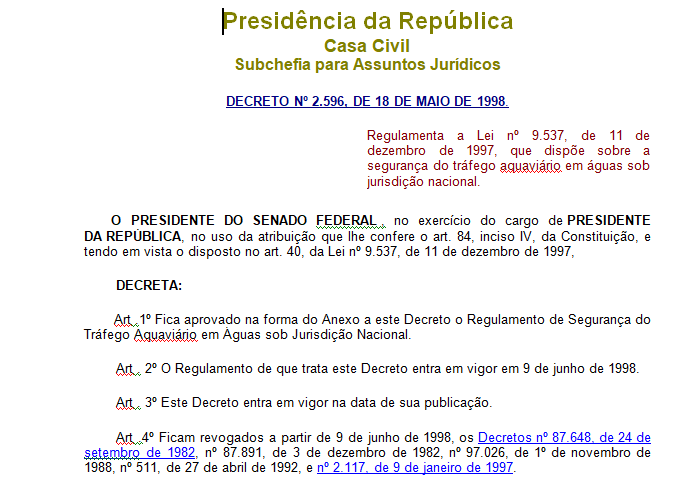 Presidência da República
Casa Civil
Subchefia para Assuntos Jurídicos
DECRETO Nº 2.596, DE 18 DE MAIO DE 1998.
Regulamenta a Lei nº 9.537, de 11 de
dezembro de 1997, que dispõe sobre a
segurança do tráfego aquaviário em águas sob
jurisdição nacional.
O PRESIDENTE DO SENADO FEDERAL , no exercício do cargo de PRESIDENTE
DA REPÚBLICA, no uso da atribuição que lhe confere o art. 84, inciso IV, da Constituição, e
tendo em vista o disposto no art. 40, da Lei nº 9.537, de 11 de dezembro de 1997,
DECRETA:
Art .1º Fica aprovado na forma do Anexo a este Decreto o Regulamento de Segurança do
Tráfego Aquaviário em Águas sob Jurisdição Nacional.
Art . 2º O Regulamento de que trata este Decreto entra em vigor em 9 de junho de 1998.
Art . 3º Este Decreto entra em vigor na data de sua publicação.
Art .4º Ficam revogados a partir de 9 de junho de 1998, os Decretos nº 87.648, de 24 de
setembro de 1982, nº 87.891, de 3 de dezembro de 1982, nº 97.026, de 1º de novembro de
1988, nº 511, de 27 de abril de 1992, e nº 2.117, de 9 de janeiro de 1997.